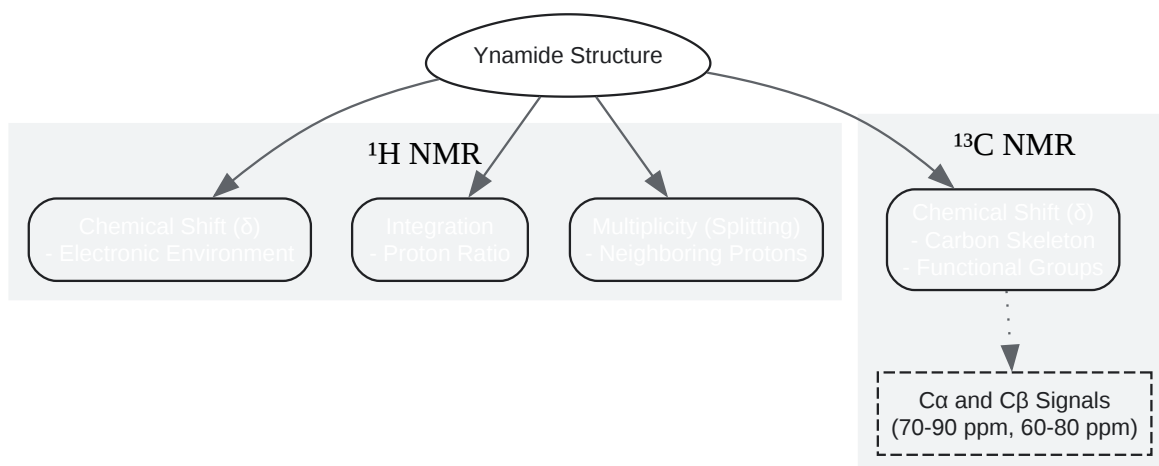 Ynamide Structure
¹H NMR
Chemical Shift (δ)
- Electronic Environment
Integration
- Proton Ratio
Multiplicity (Splitting)
- Neighboring Protons
¹³C NMR
Chemical Shift (δ)
- Carbon Skeleton
- Functional Groups
Cα and Cβ Signals
(70-90 ppm, 60-80 ppm)